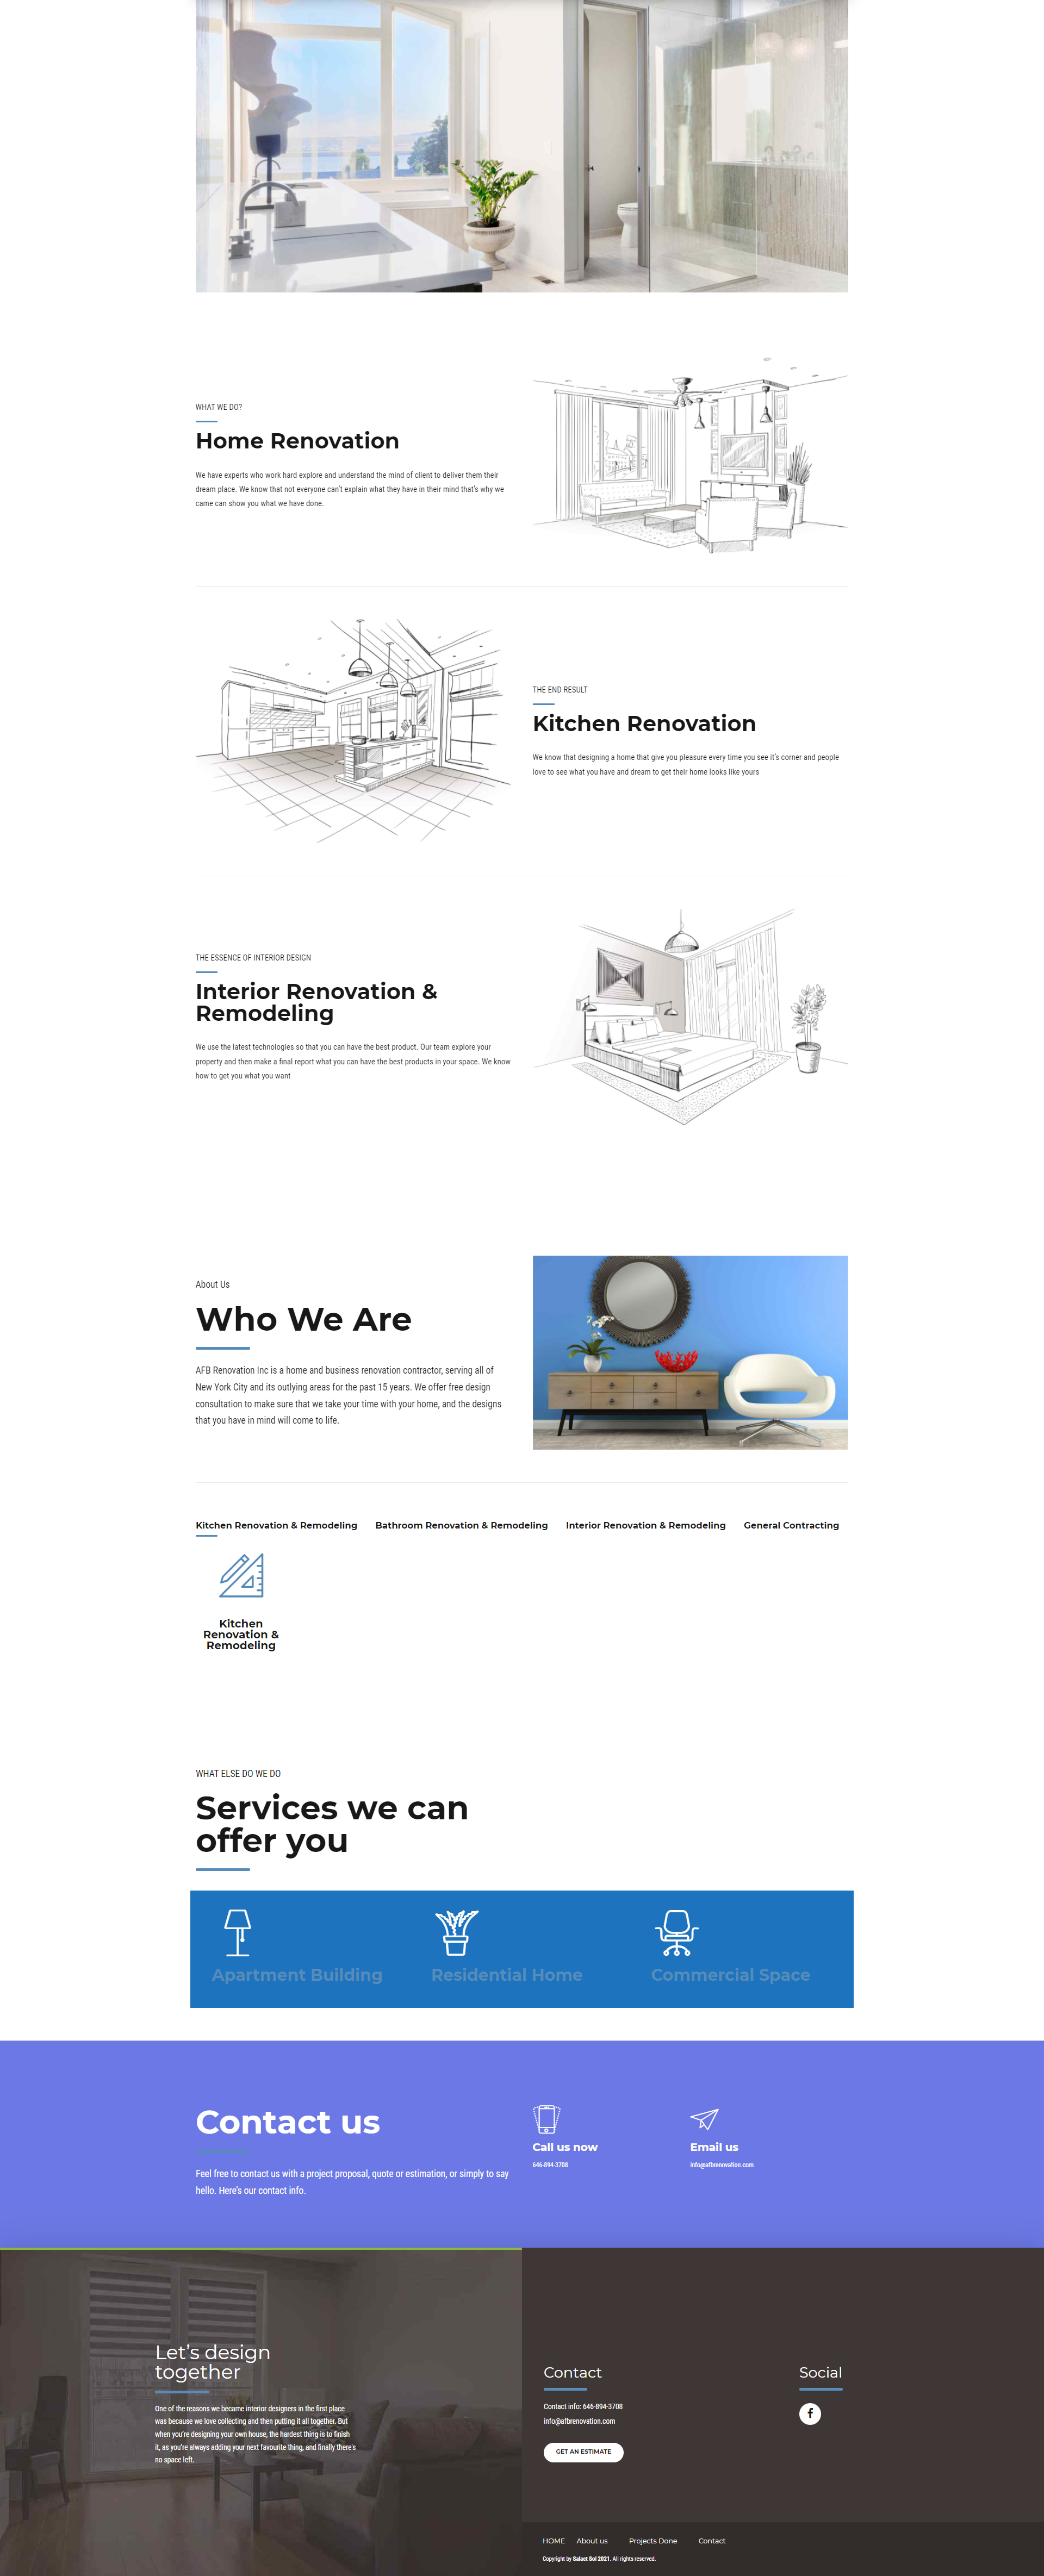 WHAT WE DO?
Home Renovation
We have experts who work hard explore and understand the mind of client to deliver them their
dream place. We know that not everyone can't explain what they have in their mind that's why we
came can show you what we have done.
THE END RESULT
Kitchen Renovation
We know that designing a home that give you pleasure every time you see it's corner and people
love to see what you have and dream to get their home looks like yours
THE ESSENCE OF INTERIOR DESIGN
Interior Renovation &
Remodeling
We use the latest technologies so that you can have the best product. Our team explore your
property and then make a final report what you can have the best products in your space. We know
how to get you what you want
About Us
Who We Are
AFB Renovation Inc is a home and business renovation contractor, serving all of
New York City and its outlying areas for the past 15 years. We offer free design
consultation to make sure that we take your time with your home, and the designs
that you have in mind will come to life.
Kitchen Renovation & Remodeling
Bathroom Renovation & Remodeling
Interior Renovation & Remodeling
General Contracting
Kitchen
Renovation &
Remodeling
WHAT ELSE DO WE DO
Services we can
offer you
Apartment Building
Residential Home
Commercial Space
Contact us
Feel free to contact us with a project proposal, quote or estimation, or simply to say
hello. Here's our contact info.
Call us now
646-894-3708
Email us
info@afbrenovation.com
Let's design
together
One of the reasons we became interior designers in the first place
was because we love collecting and then putting it all together. But
when you're designing your own house, the hardest thing is to finish
it, as you're always adding your next favourite thing, and finally there's
no space left.
Contact
Contact info: 646-894-3708
info@afbrenovation.com
GET AN ESTIMATE
Social
HOME
About us
Projects Done
Contact
Copyright by Salact Sol 2021. All rights reserved.